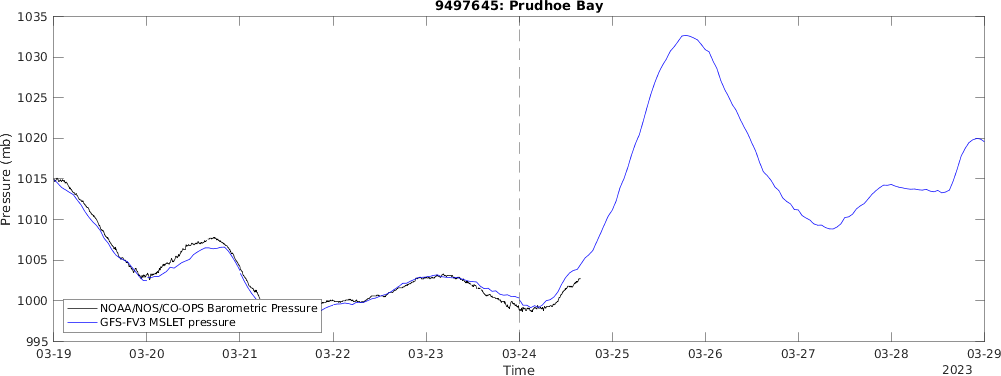 9497645: Prudhoe Bay
1035
1030
1025
1020
1015
1010
1005
1000
995
Pressure (mb)
NOAA/NOS/CO-OPS Barometric Pressure
GFS-FV3 MSLET pressure
03-19 03-20 03-21 03-22 03-23 03-24 03-25 03-26 03-27 03-28 03-29
Time
2023